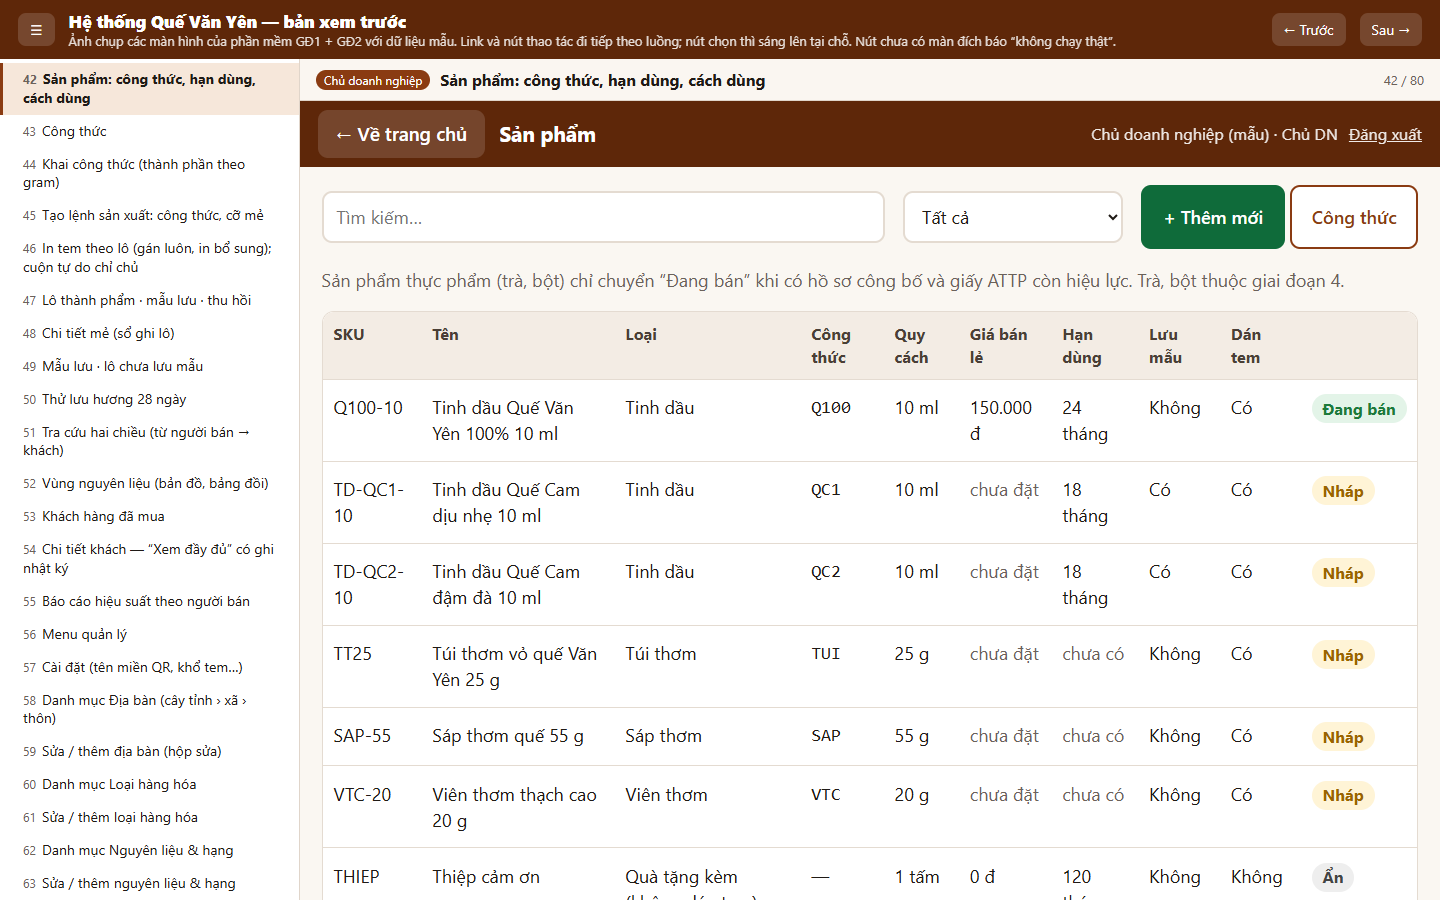 ☰
Hệ thống Quế Văn Yên — bản xem trước
Ảnh chụp các màn hình của phần mềm GĐ1 + GĐ2 với dữ liệu mẫu. Link và nút thao tác đi tiếp theo luồng; nút chọn thì sáng lên tại chỗ. Nút chưa có màn đích báo “không chạy thật”.
← Trước
Sau →
42 Sản phẩm: công thức, hạn dùng,
cách dùng
43 Công thức
44 Khai công thức (thành phần theo
gram)
45 Tạo lệnh sản xuất: công thức, cỡ mẻ
46 In tem theo lô (gán luôn, in bổ sung);
cuộn tự do chỉ chủ
47 Lô thành phẩm · mẫu lưu · thu hồi
48 Chi tiết mẻ (sổ ghi lô)
49 Mẫu lưu · lô chưa lưu mẫu
50 Thử lưu hương 28 ngày
51 Tra cứu hai chiều (từ người bán →
khách)
52 Vùng nguyên liệu (bản đồ, bảng đồi)
53 Khách hàng đã mua
54 Chi tiết khách — “Xem đầy đủ” có ghi
nhật ký
55 Báo cáo hiệu suất theo người bán
56 Menu quản lý
57 Cài đặt (tên miền QR, khổ tem...)
58 Danh mục Địa bàn (cây tỉnh › xã ›
thôn)
59 Sửa / thêm địa bàn (hộp sửa)
60 Danh mục Loại hàng hóa
61 Sửa / thêm loại hàng hóa
62 Danh mục Nguyên liệu & hạng
63 Sửa / thêm nguyên liệu & hạng
Chủ doanh nghiệp Sản phẩm: công thức, hạn dùng, cách dùng 42 / 80
← Về trang chủ Sản phẩm Chủ doanh nghiệp (mẫu) · Chủ DN Đăng xuất
Tìm kiếm... Tất cả + Thêm mới Công thức
Sản phẩm thực phẩm (trà, bột) chỉ chuyển “Đang bán” khi có hồ sơ công bố và giấy ATTP còn hiệu lực. Trà, bột thuộc giai đoạn 4.
SKU Tên Loại Công Quy Giá bán Hạn Lưu Dán
thức cách lẻ dùng mẫu tem
Q100-10 Tinh dầu Quế Văn Tinh dầu Q100 10 ml 150.000 24 Không Có Đang bán
Yên 100% 10 ml đ tháng
TD-QC1- Tinh dầu Quế Cam Tinh dầu QC1 10 ml chưa đặt 18 Có Có Nháp
10 dịu nhẹ 10 ml tháng
TD-QC2- Tinh dầu Quế Cam Tinh dầu QC2 10 ml chưa đặt 18 Có Có Nháp
10 đậm đà 10 ml tháng
TT25 Túi thơm vỏ quế Văn Túi thơm TUI 25 g chưa đặt chưa có Không Có Nháp
Yên 25 g
SAP-55 Sáp thơm quế 55 g Sáp thơm SAP 55 g chưa đặt chưa có Không Có Nháp
VTC-20 Viên thơm thạch cao Viên thơm VTC 20 g chưa đặt chưa có Không Có Nháp
20 g
THIEP Thiệp cảm ơn Quà tặng kèm — 1 tấm 0 đ 120 Không Không Ẩn